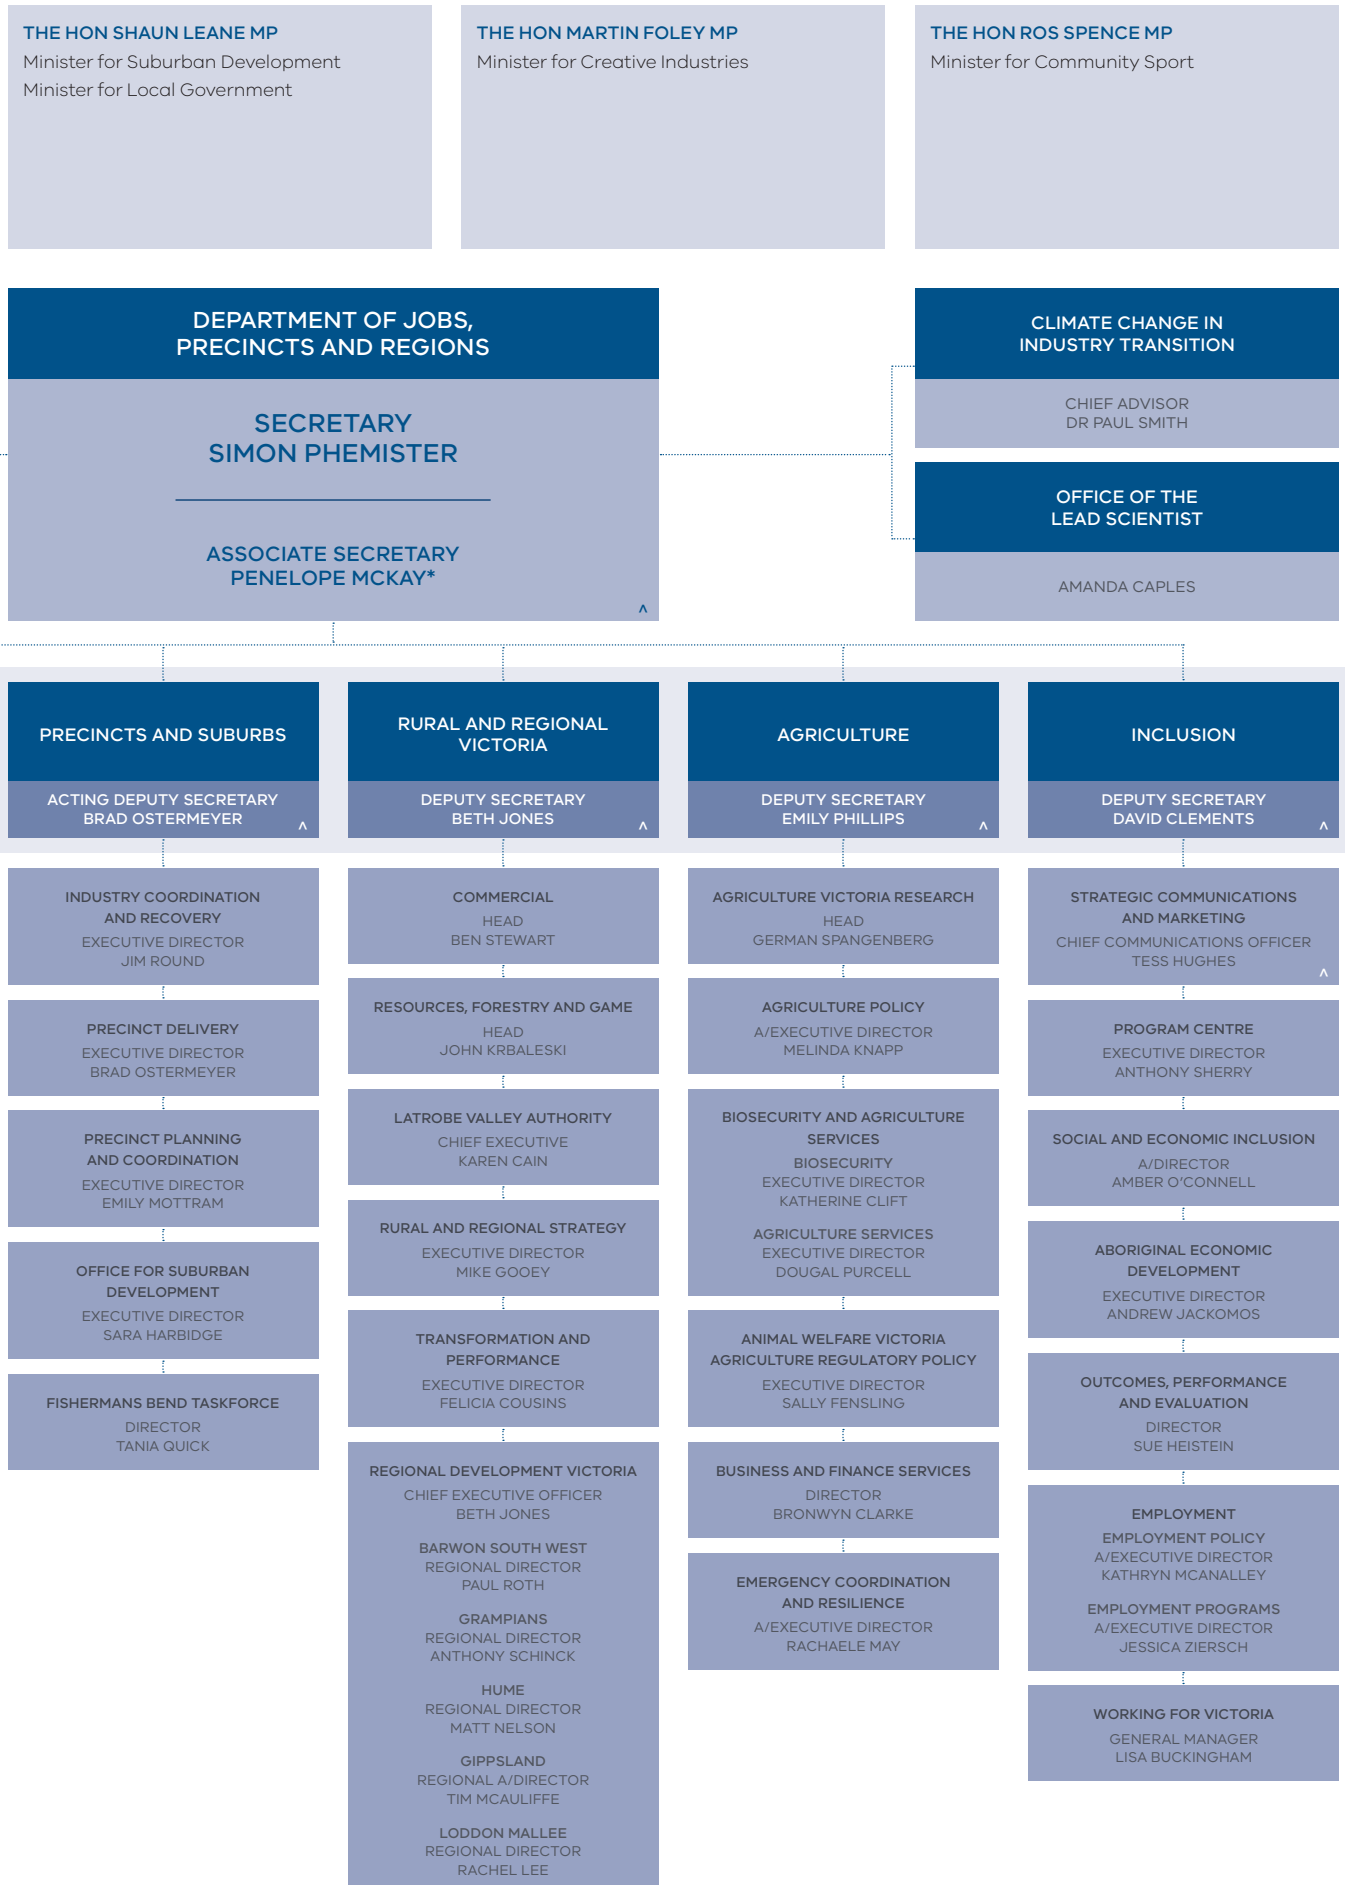 THE HON SHAUN LEANE MP
Minister for Suburban Development
Minister for Local Government
THE HON MARTIN FOLEY MP
Minister for Creative Industries
THE HON ROS SPENCE MP
Minister for Community Sport
DEPARTMENT OF JOBS,
PRECINCTS AND REGIONS
SECRETARY
SIMON PHEMISTER
ASSOCIATE SECRETARY
PENELOPE MCKAY*
^
CLIMATE CHANGE IN
INDUSTRY TRANSITION
CHIEF ADVISOR
DR PAUL SMITH
OFFICE OF THE
LEAD SCIENTIST
AMANDA CAPLES
PRECINCTS AND SUBURBS
ACTING DEPUTY SECRETARY
BRAD OSTERMEYER
^
INDUSTRY COORDINATION
AND RECOVERY
EXECUTIVE DIRECTOR
JIM ROUND
PRECINCT DELIVERY
EXECUTIVE DIRECTOR
BRAD OSTERMEYER
PRECINCT PLANNING
AND COORDINATION
EXECUTIVE DIRECTOR
EMILY MOTTRAM
OFFICE FOR SUBURBAN
DEVELOPMENT
EXECUTIVE DIRECTOR
SARA HARBIDGE
FISHERMANS BEND TASKFORCE
DIRECTOR
TANIA QUICK
RURAL AND REGIONAL
VICTORIA
DEPUTY SECRETARY
BETH JONES
^
COMMERCIAL
HEAD
BEN STEWART
RESOURCES, FORESTRY AND GAME
HEAD
JOHN KRBALESKI
LATROBE VALLEY AUTHORITY
CHIEF EXECUTIVE
KAREN CAIN
RURAL AND REGIONAL STRATEGY
EXECUTIVE DIRECTOR
MIKE GOOEY
TRANSFORMATION AND
PERFORMANCE
EXECUTIVE DIRECTOR
FELICIA COUSINS
REGIONAL DEVELOPMENT VICTORIA
CHIEF EXECUTIVE OFFICER
BETH JONES
BARWON SOUTH WEST
REGIONAL DIRECTOR
PAUL ROTH
GRAMPIANS
REGIONAL DIRECTOR
ANTHONY SCHINCK
HUME
REGIONAL DIRECTOR
MATT NELSON
GIPPSLAND
REGIONAL A/DIRECTOR
TIM MCAULIFFE
LODDON MALLEE
REGIONAL DIRECTOR
RACHEL LEE
AGRICULTURE
DEPUTY SECRETARY
EMILY PHILLIPS
^
AGRICULTURE VICTORIA RESEARCH
HEAD
GERMAN SPANGENBERG
AGRICULTURE POLICY
A/EXECUTIVE DIRECTOR
MELINDA KNAPP
BIOSECURITY AND AGRICULTURE
SERVICES
BIOSECURITY
EXECUTIVE DIRECTOR
KATHERINE CLIFT
AGRICULTURE SERVICES
EXECUTIVE DIRECTOR
DOUGAL PURCELL
ANIMAL WELFARE VICTORIA
AGRICULTURE REGULATORY POLICY
EXECUTIVE DIRECTOR
SALLY FENSLING
BUSINESS AND FINANCE SERVICES
DIRECTOR
BRONWYN CLARKE
EMERGENCY COORDINATION
AND RESILIENCE
A/EXECUTIVE DIRECTOR
RACHAELE MAY
INCLUSION
DEPUTY SECRETARY
DAVID CLEMENTS
^
STRATEGIC COMMUNICATIONS
AND MARKETING
CHIEF COMMUNICATIONS OFFICER
TESS HUGHES
^
PROGRAM CENTRE
EXECUTIVE DIRECTOR
ANTHONY SHERRY
SOCIAL AND ECONOMIC INCLUSION
A/DIRECTOR
AMBER O'CONNELL
ABORIGINAL ECONOMIC
DEVELOPMENT
EXECUTIVE DIRECTOR
ANDREW JACKOMOS
OUTCOMES, PERFORMANCE
AND EVALUATION
DIRECTOR
SUE HEISTEIN
EMPLOYMENT
EMPLOYMENT POLICY
A/EXECUTIVE DIRECTOR
KATHRYN MCANALLEY
EMPLOYMENT PROGRAMS
A/EXECUTIVE DIRECTOR
JESSICA ZIERSCH
WORKING FOR VICTORIA
GENERAL MANAGER
LISA BUCKINGHAM